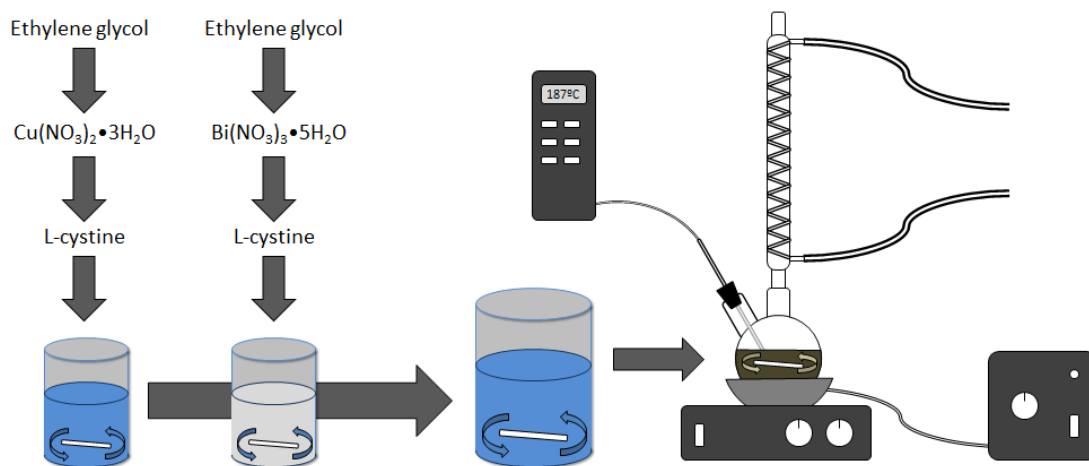 Ethylene glycol
Ethylene glycol
Cu(NO₃)₂•3H₂O
Bi(NO₃)₃•5H₂O
L-cystine
L-cystine
187ºC